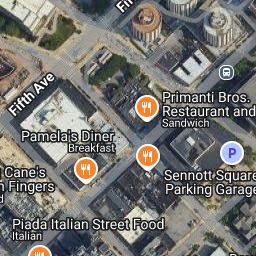 Fif
Fifth Ave
Primanti Bros.
Restaurant and
Sandwich
Pamela's Diner
Breakfast
P
Cane's
Fingers
Sennott Square
Parking Garage
Piada Italian Street Food
Italian